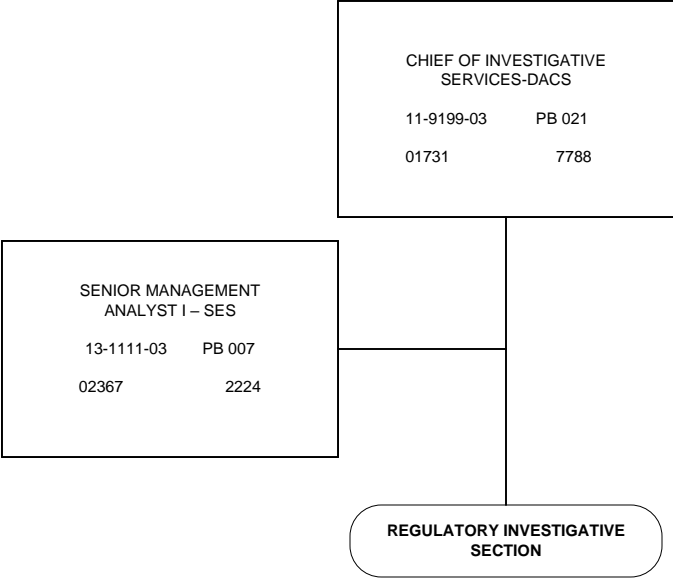 CHIEF OF INVESTIGATIVE
SERVICES-DACS
11-9199-03 PB 021
01731 7788
SENIOR MANAGEMENT
ANALYST I – SES
13-1111-03 PB 007
02367 2224
REGULATORY INVESTIGATIVE
SECTION